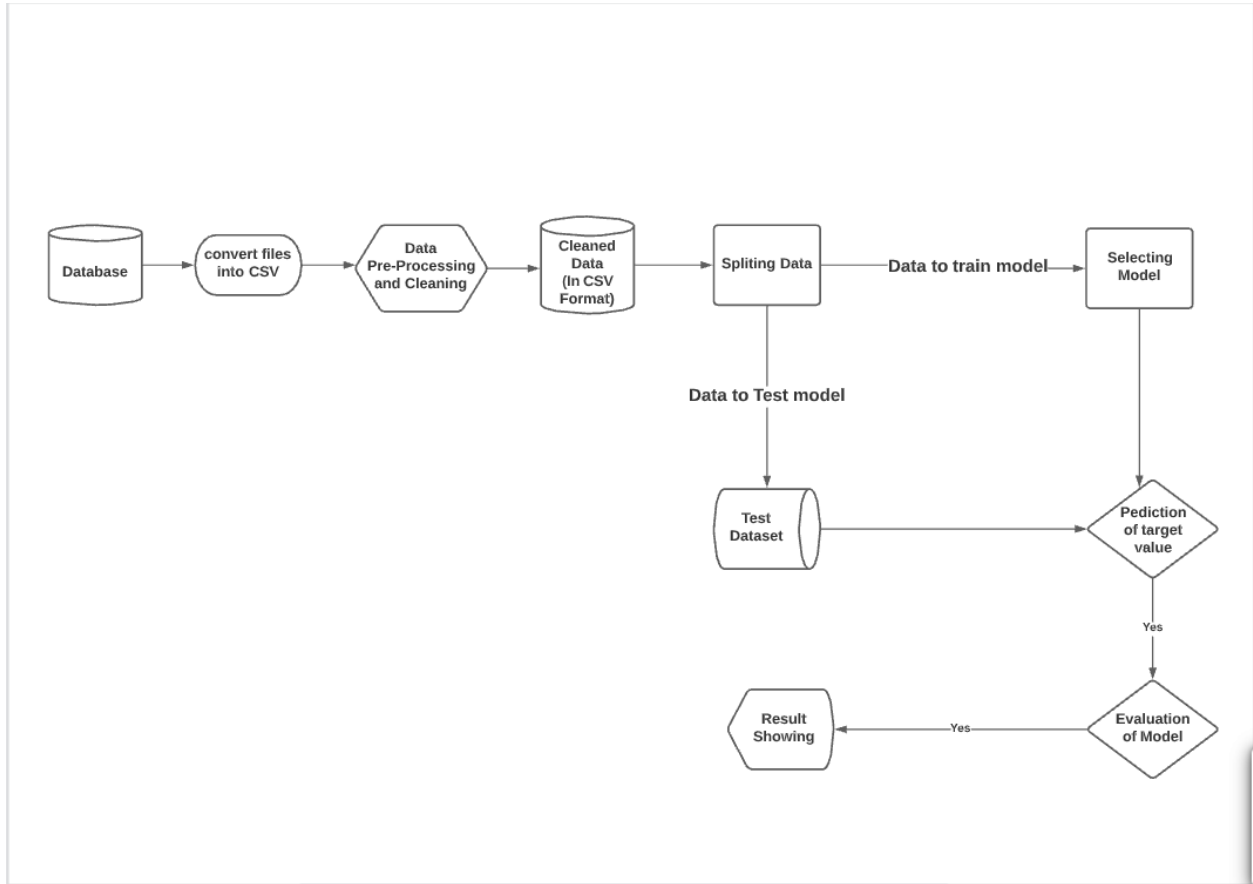 Database
convert files
into CSV
Data
Pre-Processing
and Cleaning
Cleaned
Data
(In CSV
Format)
Spliting Data
Data to train model
Selecting
Model
Data to Test model
Test
Dataset
Pediction
of target
value
Yes
Evaluation
of Model
Yes
Result
Showing